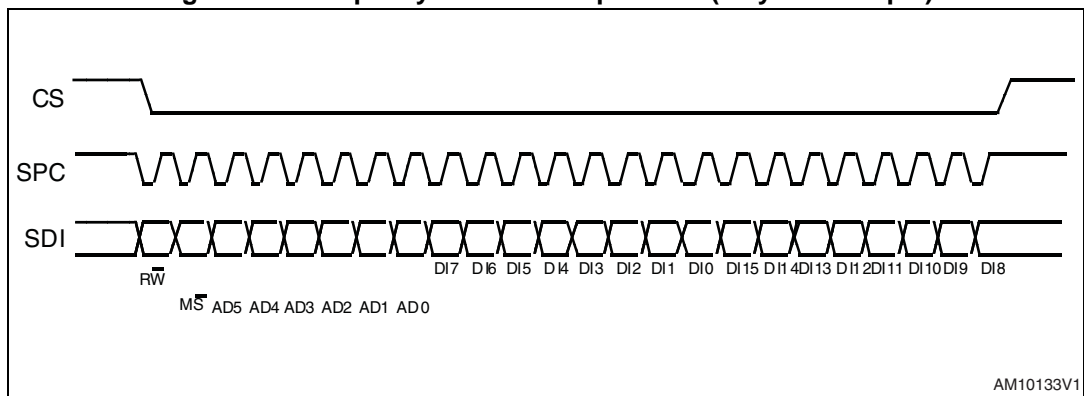 CS
SPC
SDI
DI7 DI6 DI5 DI4 DI3 DI2 DI1 DI0 DI15 DI14 DI13 DI12 DI11 DI10 DI9 DI8
RW
MS AD5 AD4 AD3 AD2 AD1 AD0
AM10133V1